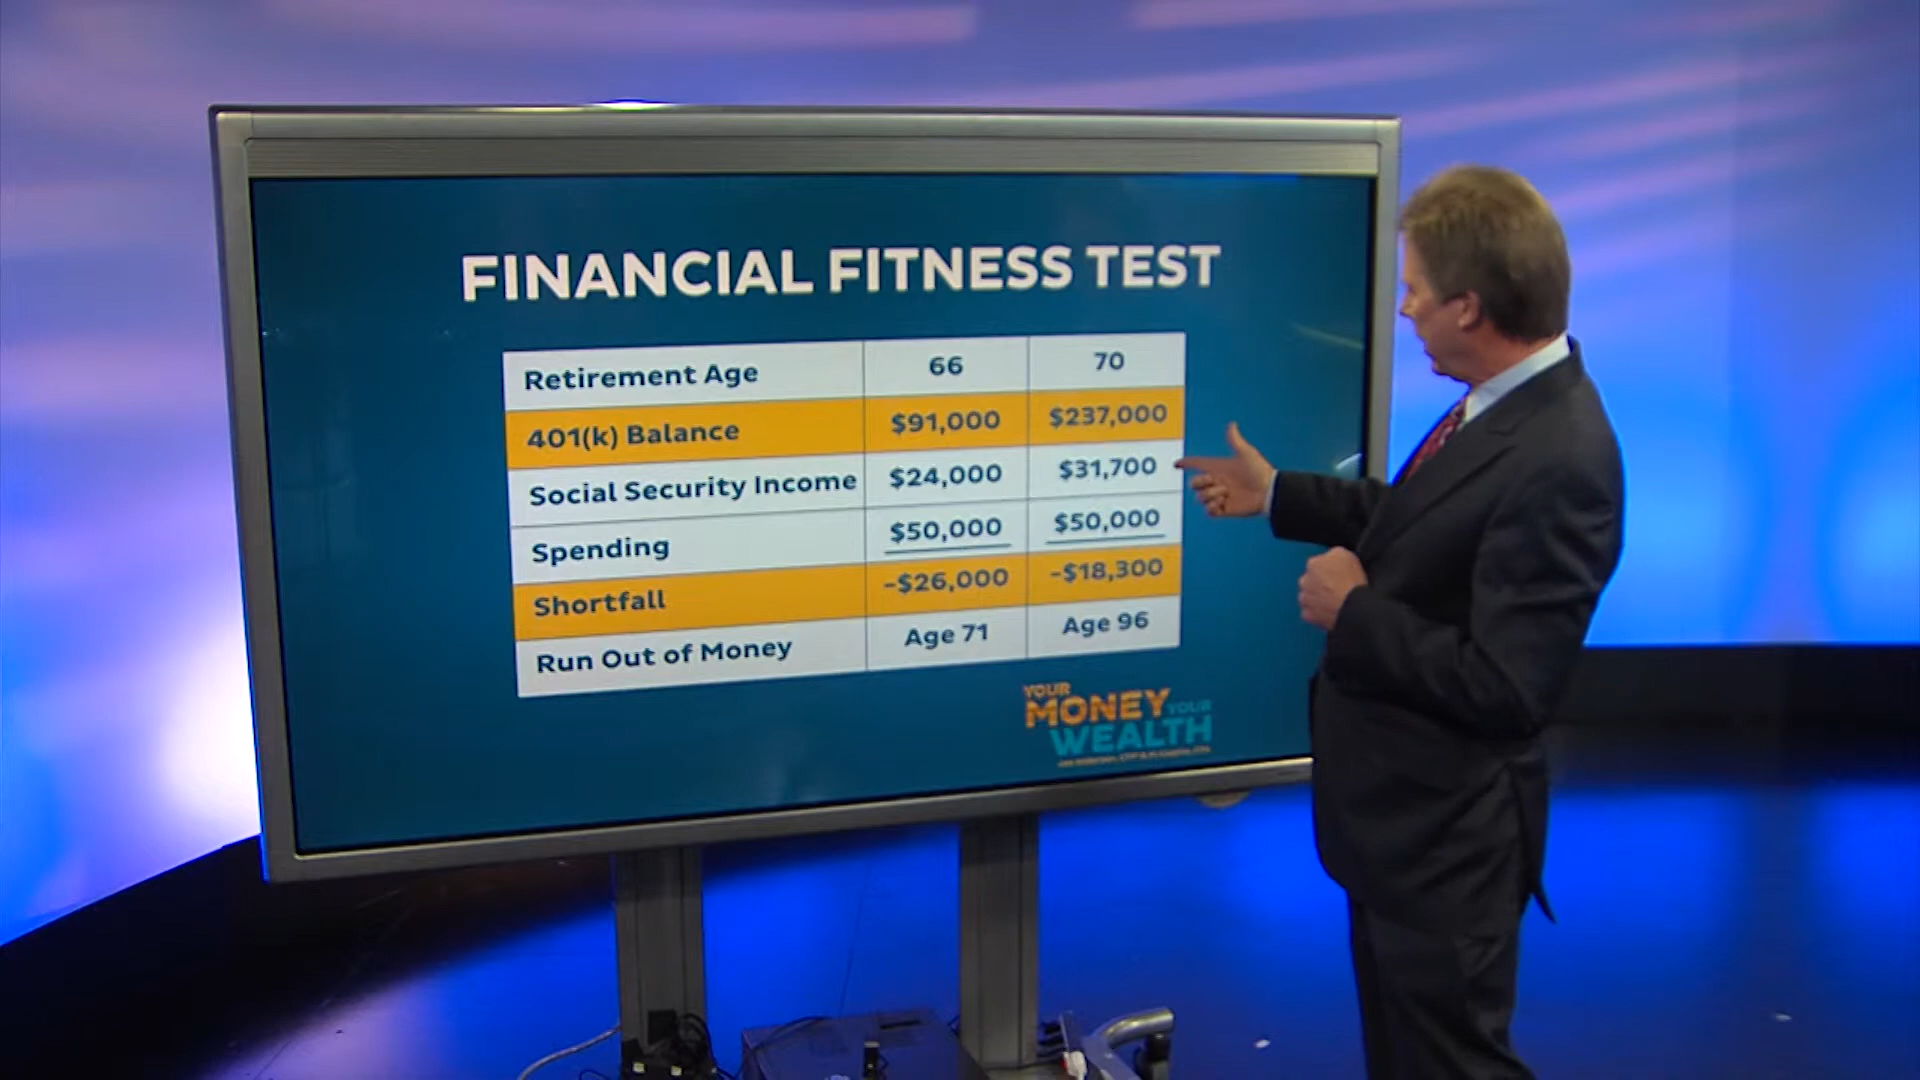 FINANCIAL FITNESS TEST
Retirement Age 66 70
401(k) Balance $91,000 $237,000
Social Security Income $24,000 $31,700
Spending $50,000 $50,000
Shortfall -$26,000 -$18,300
Run Out of Money Age 71 Age 96
YOUR
MONEY YOUR
WEALTH